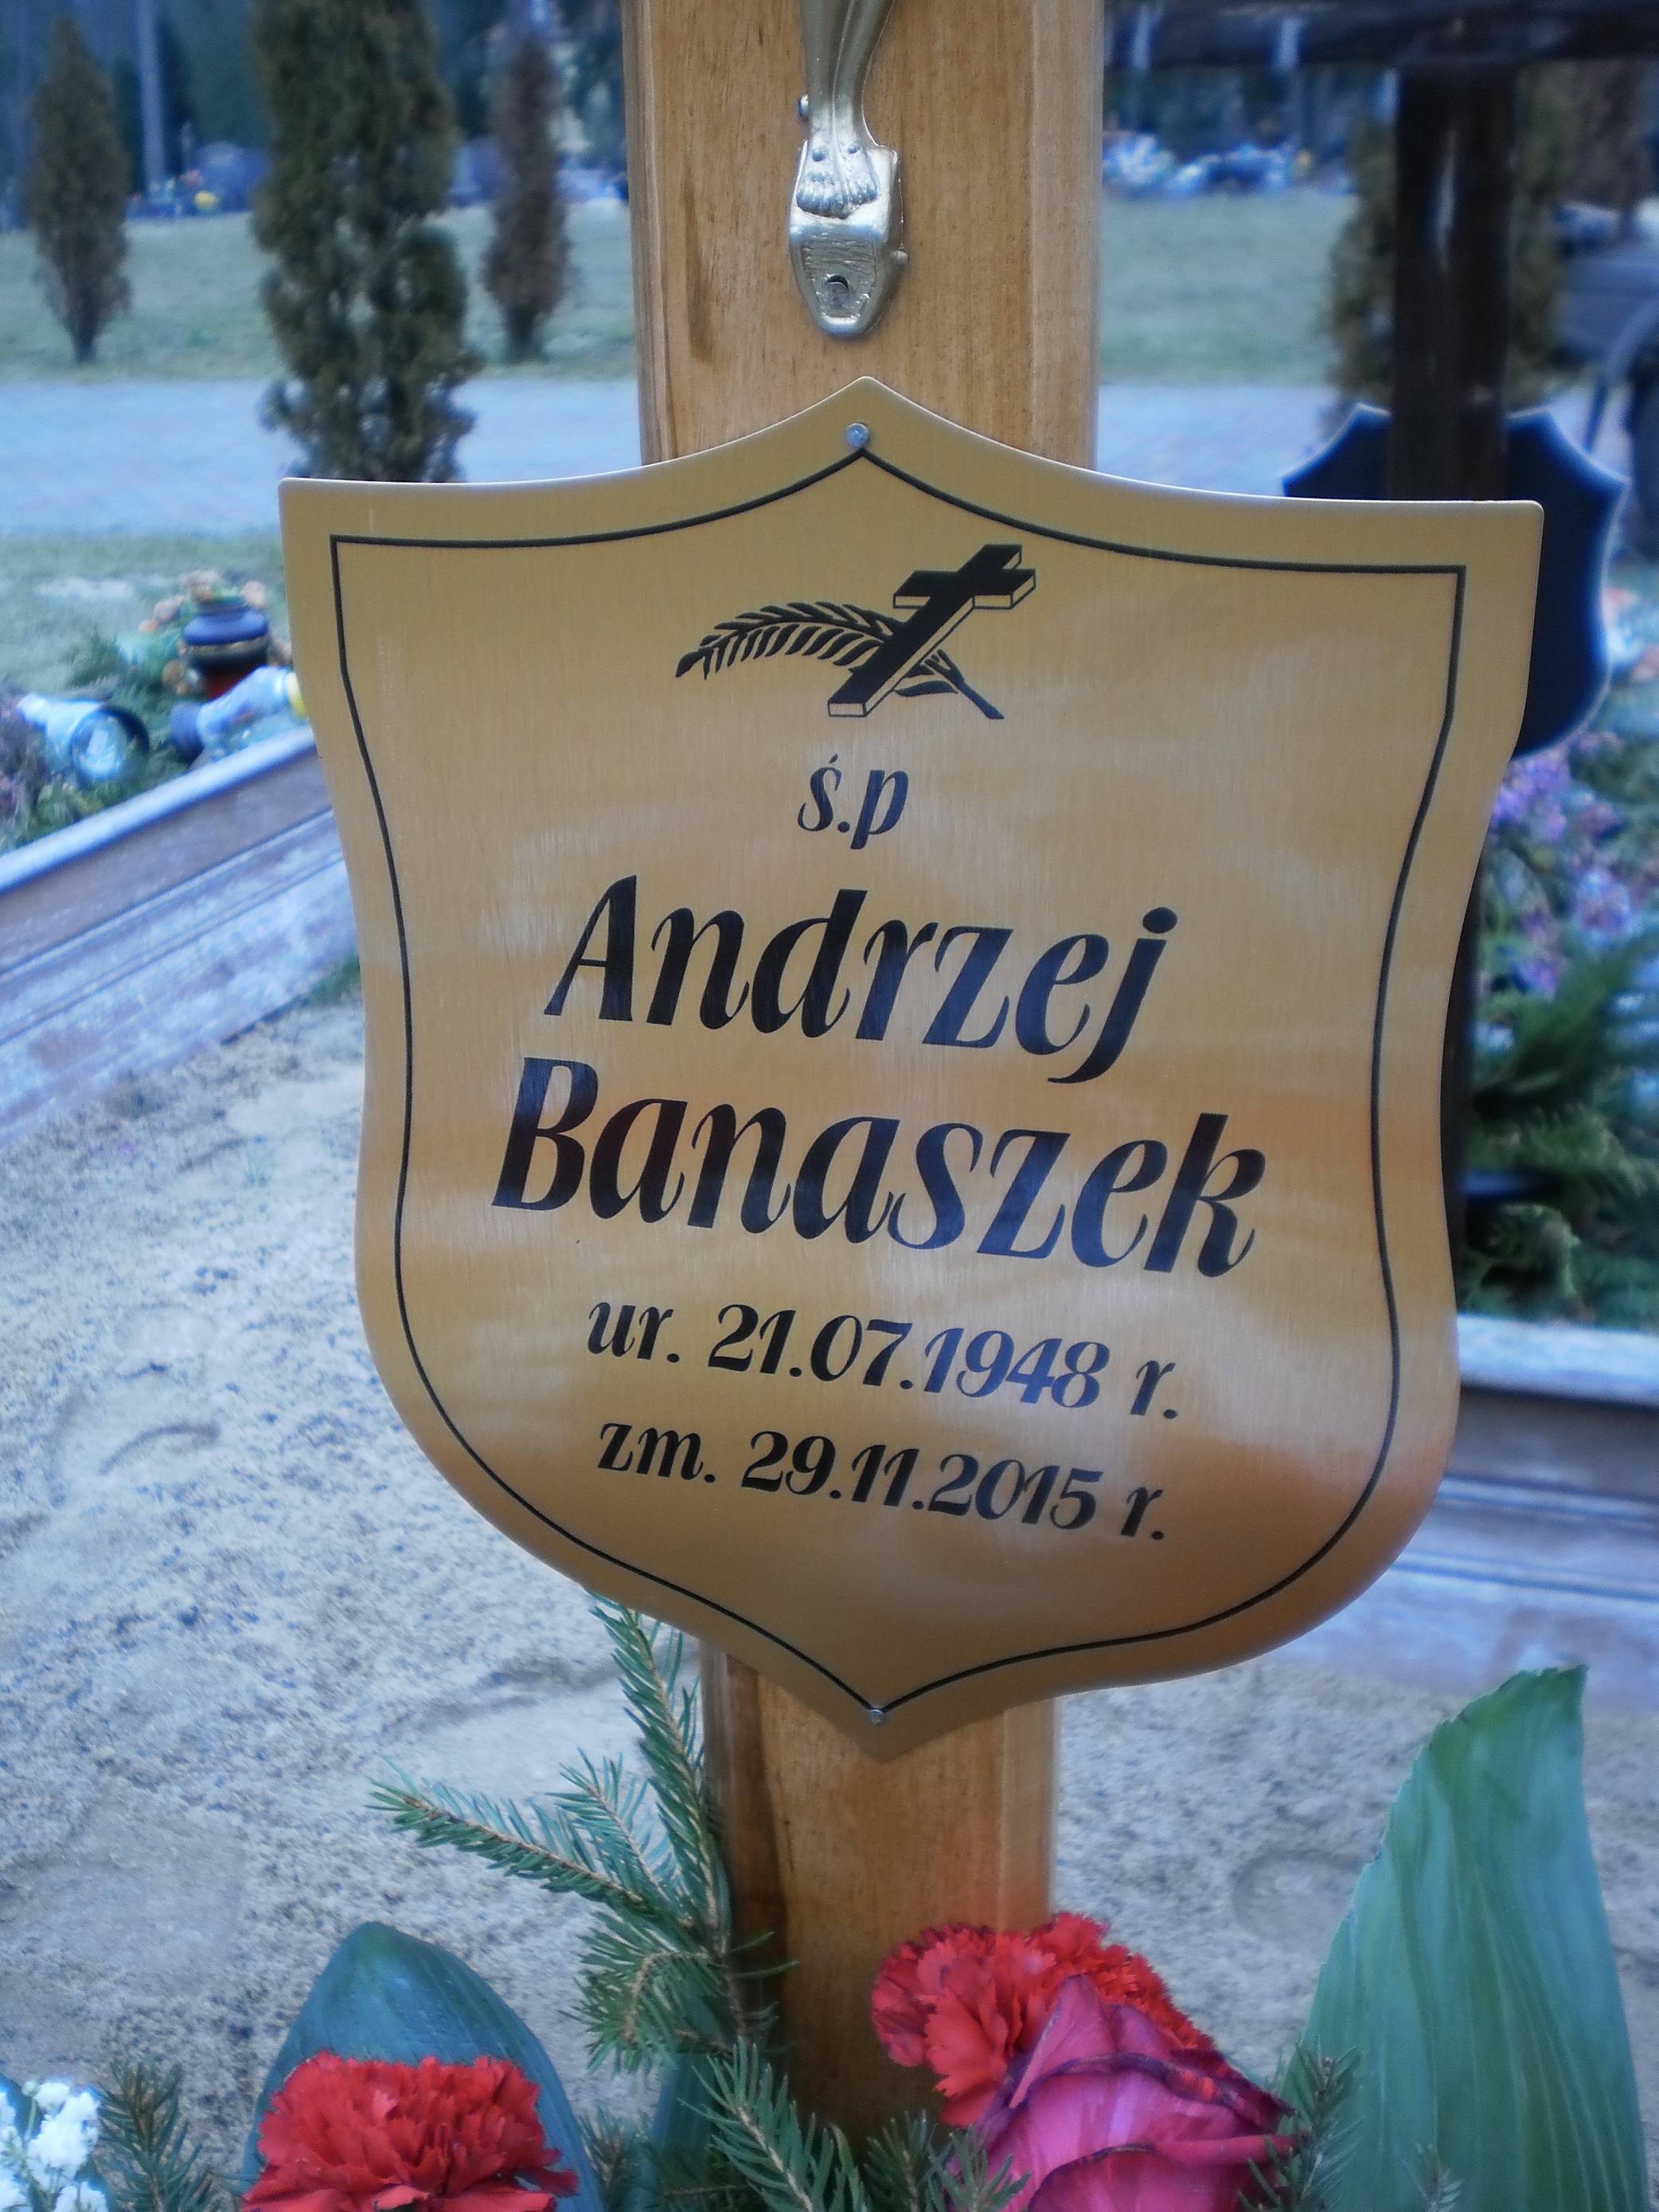 ś.p
Andrzej
Banaszek
ur. 21.07.1948 r.
zm. 29.11.2015 r.